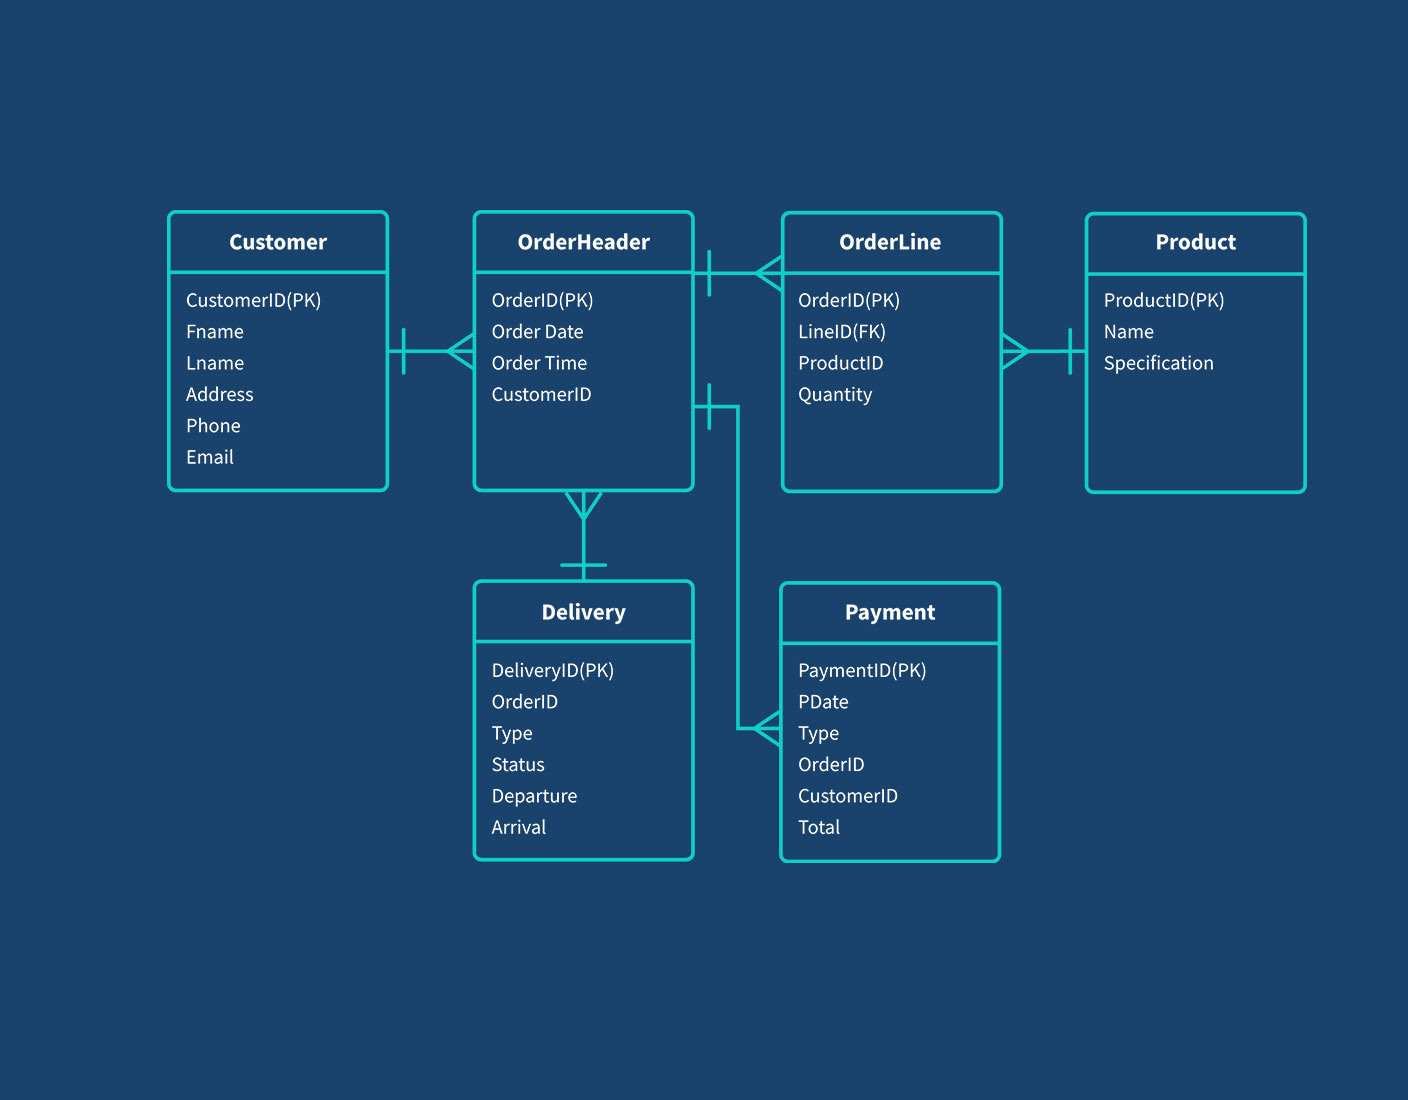 Customer
CustomerID(PK)
Fname
Lname
Address
Phone
Email
OrderHeader
OrderID(PK)
Order Date
Order Time
CustomerID
OrderLine
OrderID(PK)
LineID(FK)
ProductID
Quantity
Product
ProductID(PK)
Name
Specification
Delivery
DeliveryID(PK)
OrderID
Type
Status
Departure
Arrival
Payment
PaymentID(PK)
PDate
Type
OrderID
CustomerID
Total